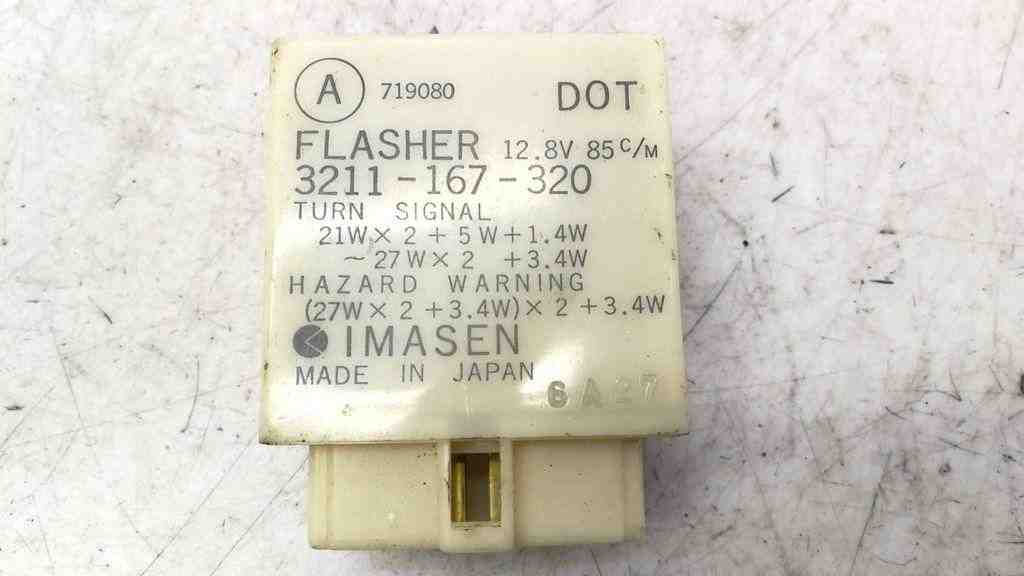 A 719080 DOT
FLASHER 12.8V 85 C/M
3211-167-320
TURN SIGNAL
21W×2+5W+1.4W
~27W×2 +3.4W
HAZARD WARNING
(27W×2+3.4W)×2+3.4W
IMASEN
MADE IN JAPAN
6A27